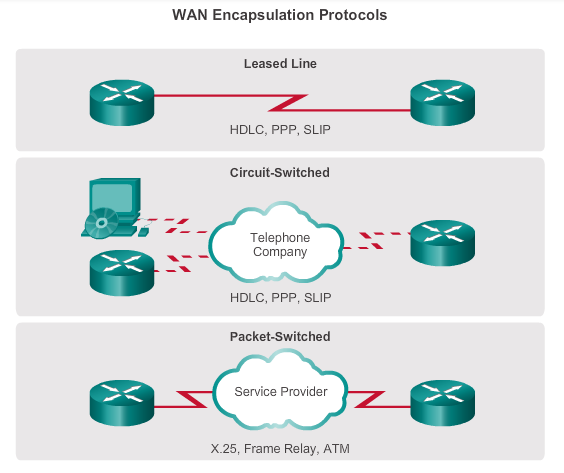 WAN Encapsulation Protocols
Leased Line
HDLC, PPP, SLIP
Circuit-Switched
Telephone
Company
HDLC, PPP, SLIP
Packet-Switched
Service Provider
X.25, Frame Relay, ATM